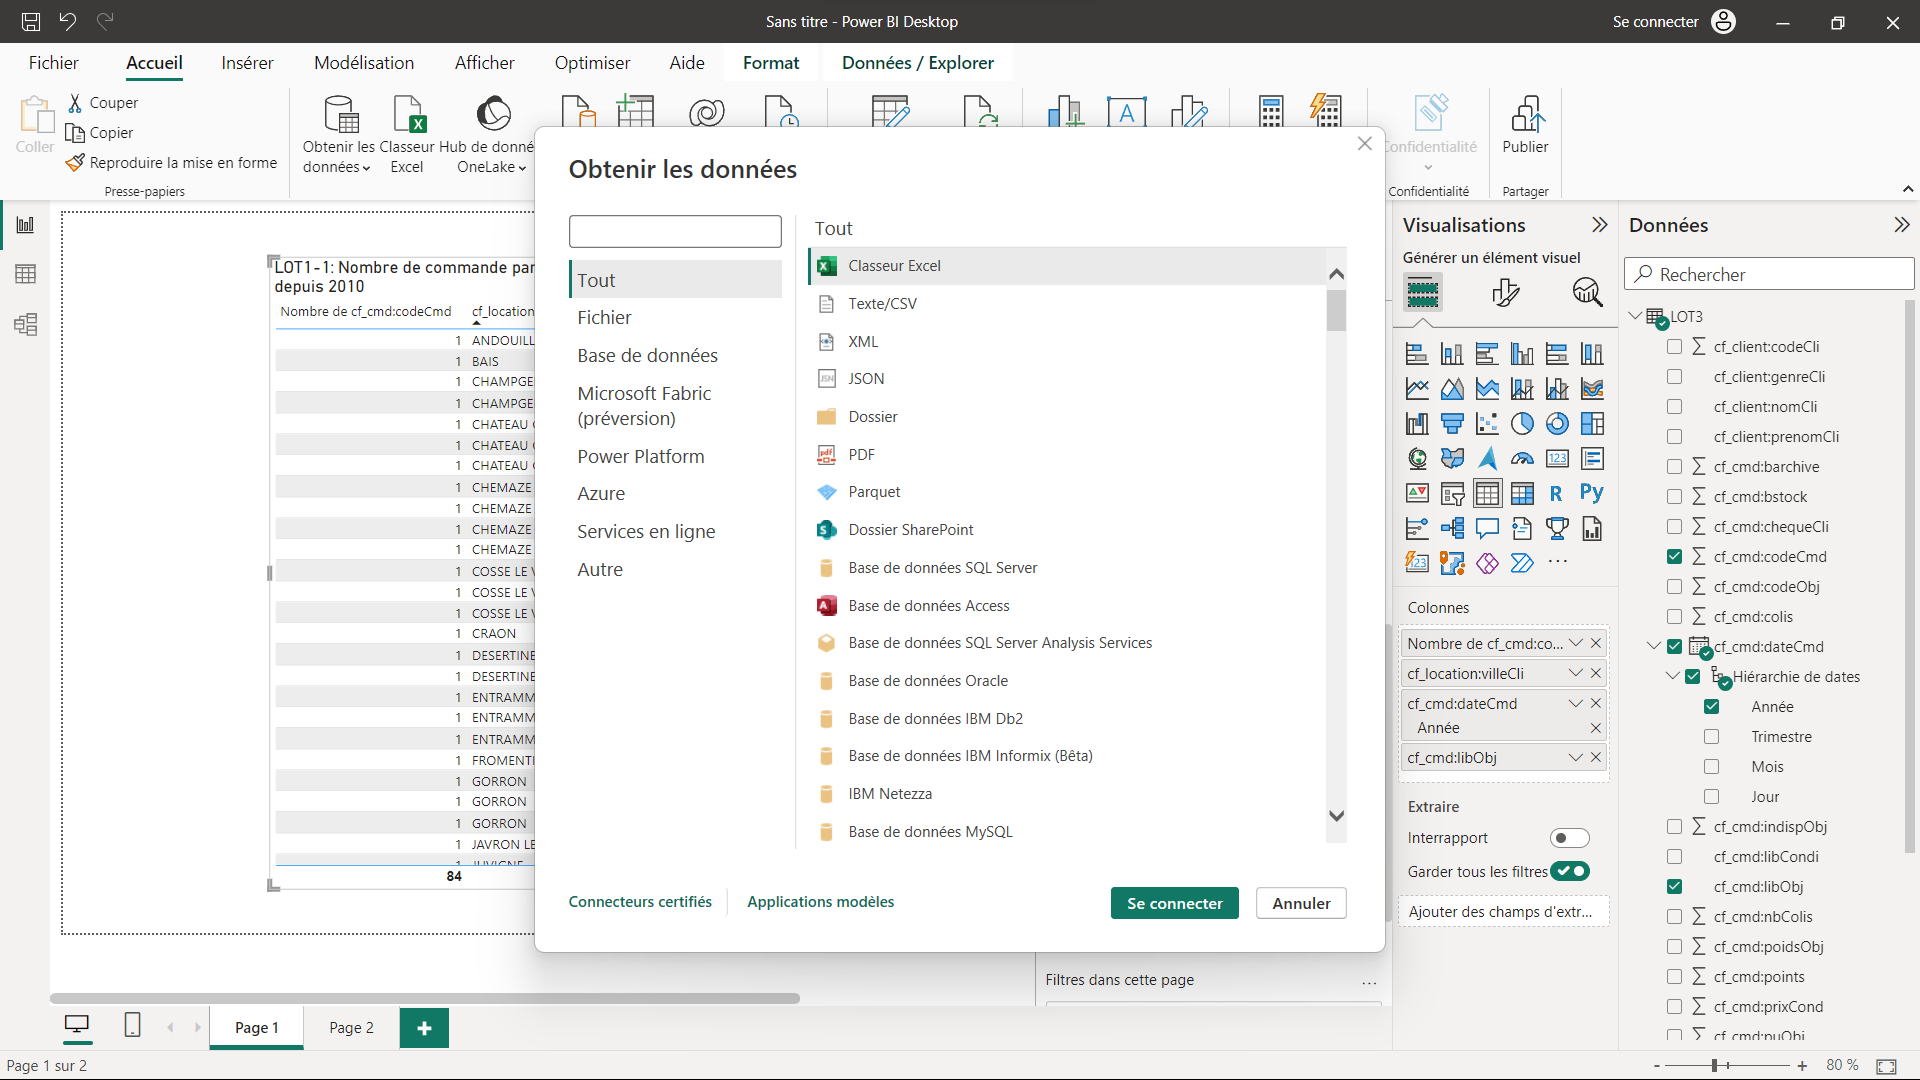 Sans titre - Power BI Desktop
Se connecter
Fichier
Accueil
Insérer
Modélisation
Afficher
Optimiser
Aide
Format
Données / Explorer
Coller
Couper
Copier
Reproduire la mise en forme
Presse-papiers
Obtenir les
données
Classeur
Excel
Hub de donné
OneLake
Confidentialité
Confidentialité
Publier
Partager
LOT1-1: Nombre de commande par
depuis 2010
Nombre de cf_cmd:codeCmd
cf_location
1 ANDOUILL
1 BAIS
1 CHAMPGE
1 CHAMPGE
1 CHATEAU
1 CHATEAU
1 CHATEAU
1 CHEMAZE
1 CHEMAZE
1 CHEMAZE
1 CHEMAZE
1 COSSE LE V
1 COSSE LE V
1 COSSE LE V
1 CRAON
1 DESERTINE
1 DESERTINE
1 ENTRAMM
1 ENTRAMM
1 ENTRAMM
1 FROMENTI
1 GORRON
1 GORRON
1 GORRON
1 JAVRON LE
1 JUVIGNE
84
Obtenir les données
Tout
Fichier
Base de données
Microsoft Fabric
(préversion)
Power Platform
Azure
Services en ligne
Autre
Tout
Classeur Excel
Texte/CSV
XML
JSON
Dossier
PDF
Parquet
Dossier SharePoint
Base de données SQL Server
Base de données Access
Base de données SQL Server Analysis Services
Base de données Oracle
Base de données IBM Db2
Base de données IBM Informix (Bêta)
IBM Netezza
Base de données MySQL
Connecteurs certifiés
Applications modèles
Se connecter
Annuler
Filtres dans cette page
...
Visualisations
Générer un élément visuel
123
R
Py
123
...
Colonnes
Nombre de cf_cmd:co...
cf_location:villeCli
cf_cmd:dateCmd
Année
cf_cmd:libObj
Extraire
Interrapport
Garder tous les filtres
Ajouter des champs d'extr...
Données
Rechercher
LOT3
cf_client:codeCli
cf_client:genreCli
cf_client:nomCli
cf_client:prenomCli
cf_cmd:barchive
cf_cmd:bstock
cf_cmd:chequeCli
cf_cmd:codeCmd
cf_cmd:codeObj
cf_cmd:colis
cf_cmd:dateCmd
Hiérarchie de dates
Année
Trimestre
Mois
Jour
cf_cmd:indispObj
cf_cmd:libCondi
cf_cmd:libObj
cf_cmd:nbColis
cf_cmd:poidsObj
cf_cmd:points
cf_cmd:prixCond
cf_cmd:puObj
Page 1
Page 2
+
Page 1 sur 2
- + 80 %